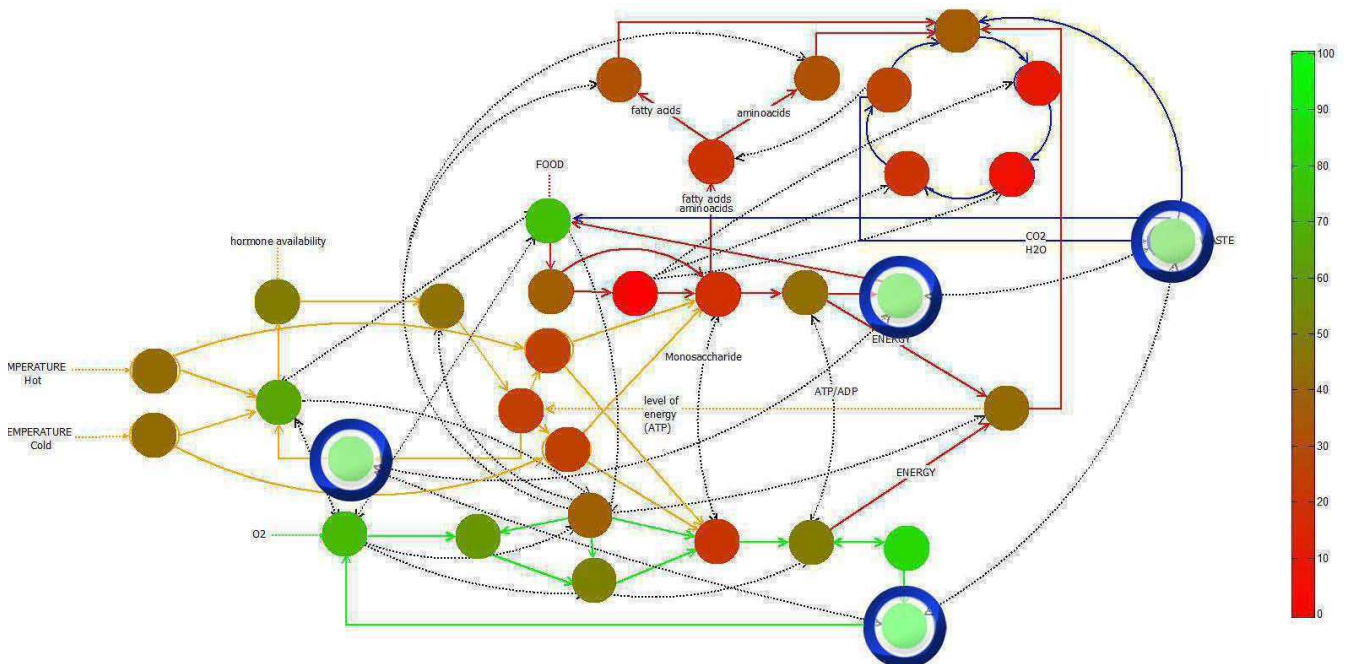 fatty acids
aminoacids
FOOD
fatty acids
aminoacids
hormone availability
CO2
H2O
ASTE
ENERGY
MPERATURE
Hot
Monosaccharide
ATP/ADP
level of
energy
(ATP)
EMPERATURE
Cold
ENERGY
O2
100
90
80
70
60
50
40
30
20
10
0